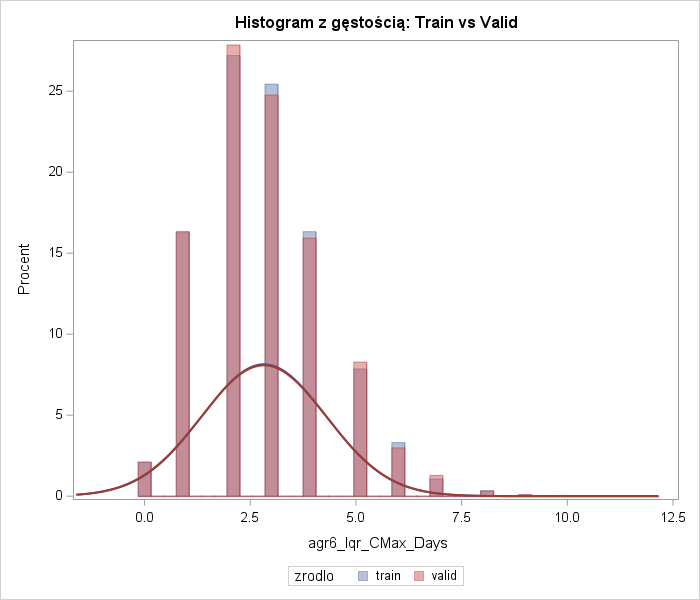 Histogram z gęstością: Train vs Valid
Procent
25
20
15
10
5
0
0.0 2.5 5.0 7.5 10.0 12.5
agr6_Iqr_CMax_Days
zrodlo train valid